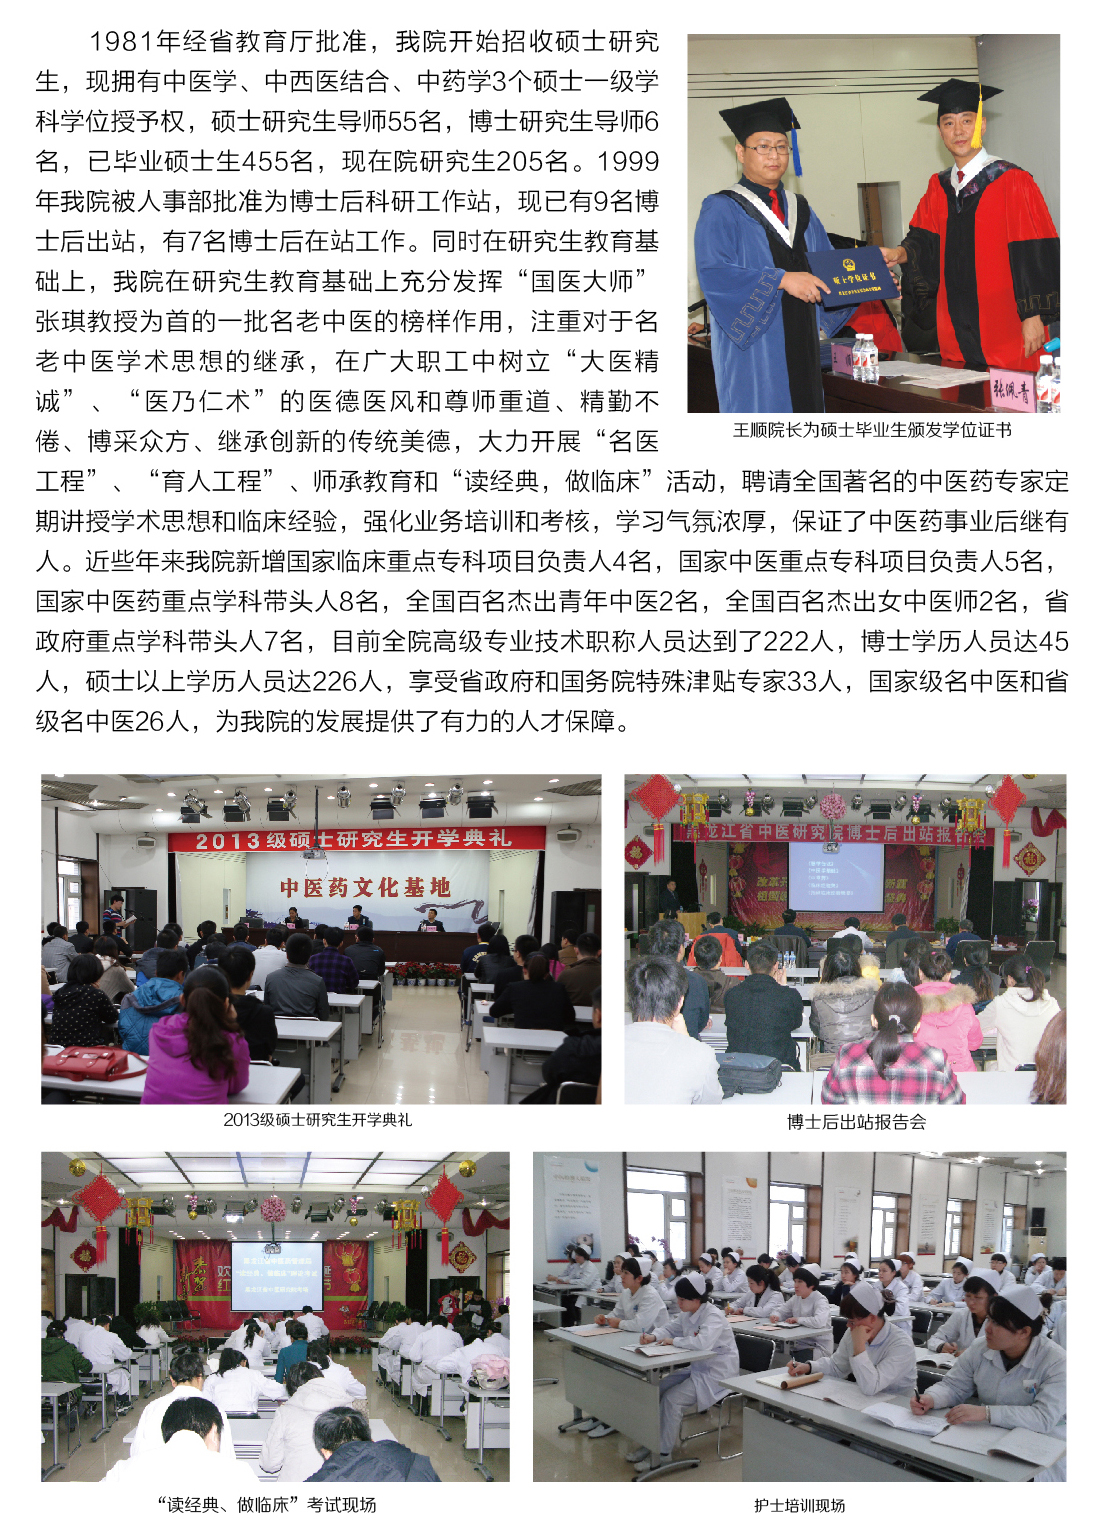 1981年经省教育厅批准，我院开始招收硕士研究
生，现拥有中医学、中西医结合、中药学3个硕士一级学
科学位授予权，硕士研究生导师55名，博士研究生导师6
名，已毕业硕士生455名，现在院研究生205名。1999
年我院被人事部批准为博士后科研工作站，现已有9名博
士后出站，有7名博士后在站工作。同时在研究生教育基
础上，我院在研究生教育基础上充分发挥“国医大师”
张琪教授为首的一批名老中医的榜样作用，注重对于名
老中医学术思想的继承，在广大职工中树立“大医精
诚”、“医乃仁术”的医德医风和尊师重道、精勤不
倦、博采众方、继承创新的传统美德，大力开展“名医
工程”、“育人工程”、师承教育和“读经典，做临床”活动，聘请全国著名的中医药专家定
期讲授学术思想和临床经验，强化业务培训和考核，学习气氛浓厚，保证了中医药事业后继有
人。近些年来我院新增国家临床重点专科项目负责人4名，国家中医重点专科项目负责人5名，
国家中医药重点学科带头人8名，全国百名杰出青年中医2名，全国百名杰出女中医师2名，省
政府重点学科带头人7名，目前全院高级专业技术职称人员达到了222人，博士学历人员达45
人，硕士以上学历人员达226人，享受省政府和国务院特殊津贴专家33人，国家级名中医和省
级名中医26人，为我院的发展提供了有力的人才保障。
硕士学位证书
张佩青
王顺院长为硕士毕业生颁发学位证书
2013级硕士研究生开学典礼
中医药文化基地
2013级硕士研究生开学典礼
黑龙江省中医研究院博士后出站报告会
博士后出站报告会
“读经典、做临床”考试现场
护士培训现场